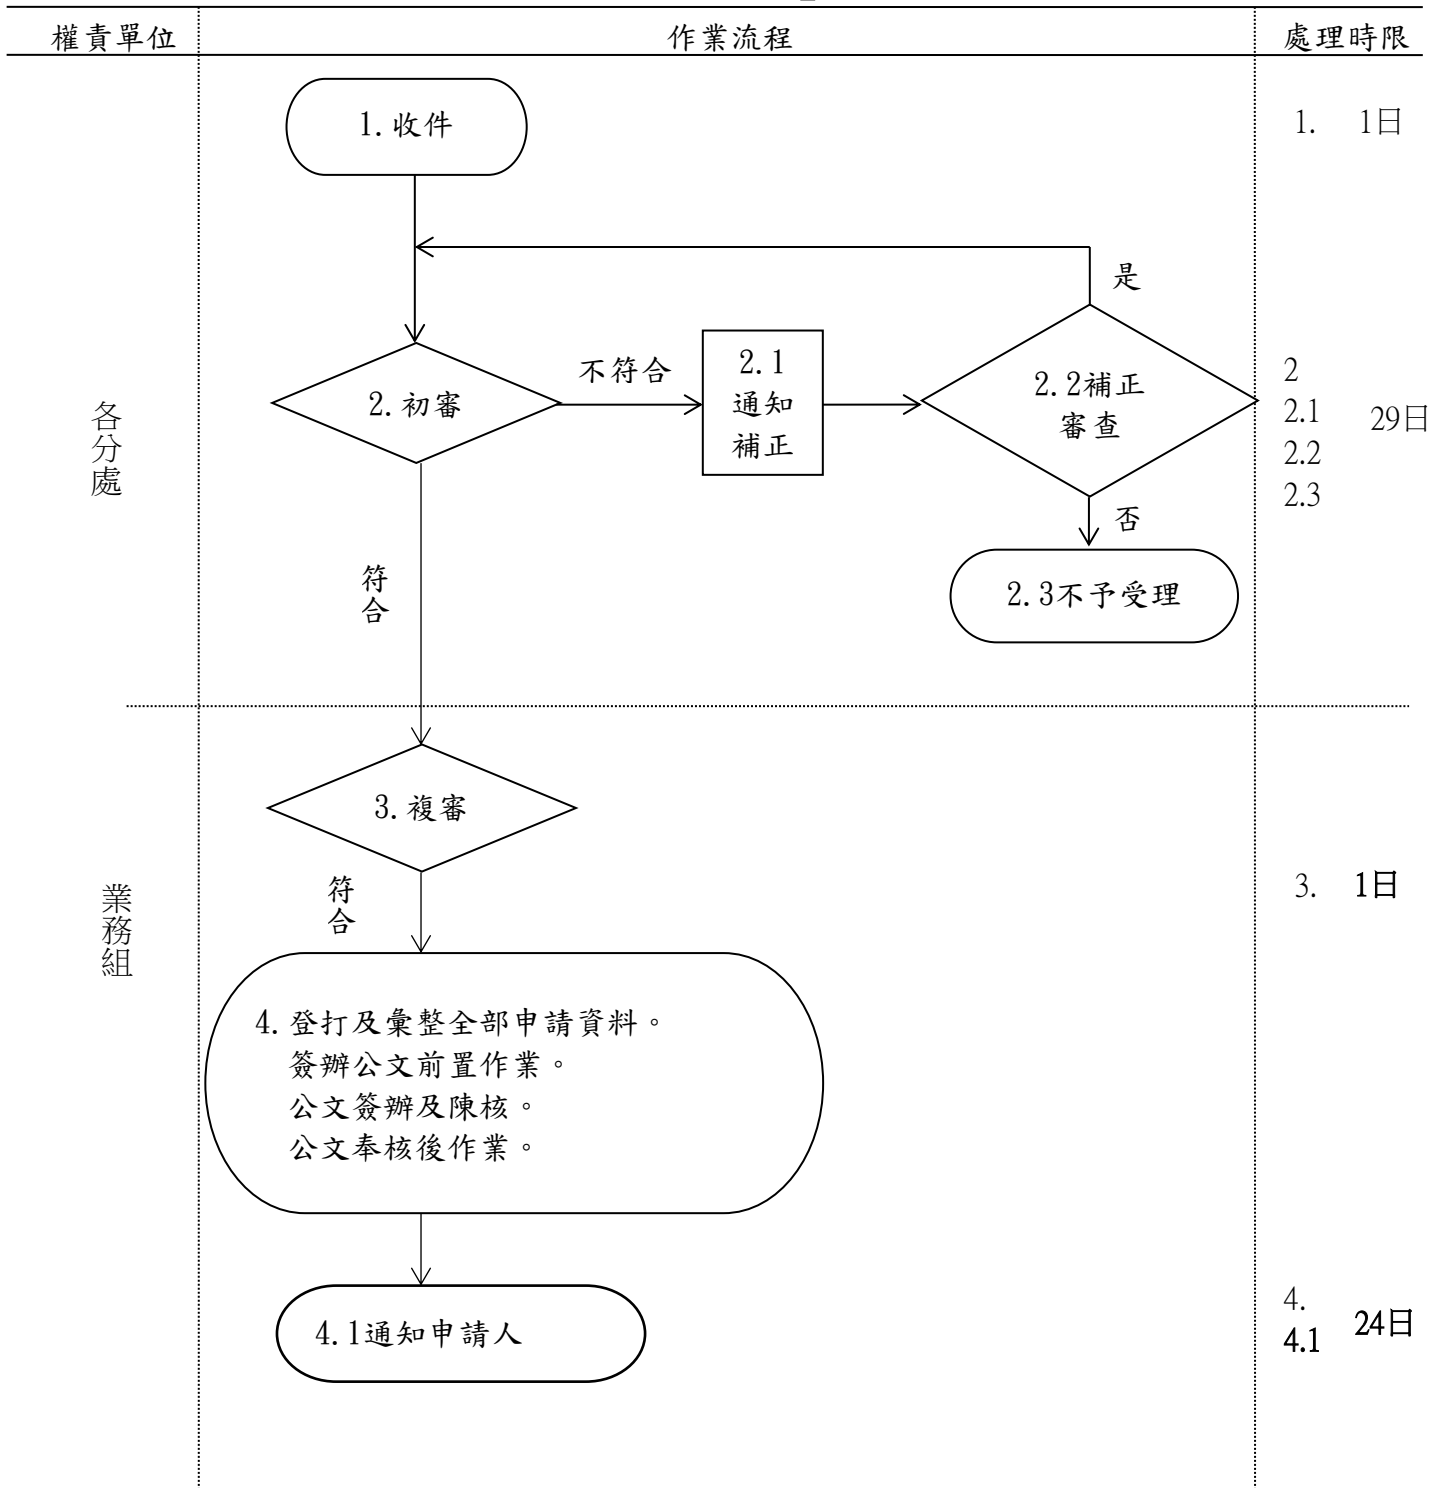 權責單位
作業流程
處理時限
1.收件
1. 1日
是
不符合
2.1
通知
補正
2.初審
2.2補正
審查
2
2.1
2.2
2.3
29日
各分處
否
符合
2.3不予受理
3.複審
符合
3. 1日
業務組
4.登打及彙整全部申請資料。
簽辦公文前置作業。
公文簽辦及陳核。
公文奉核後作業。
4.1通知申請人
4.
4.1
24日